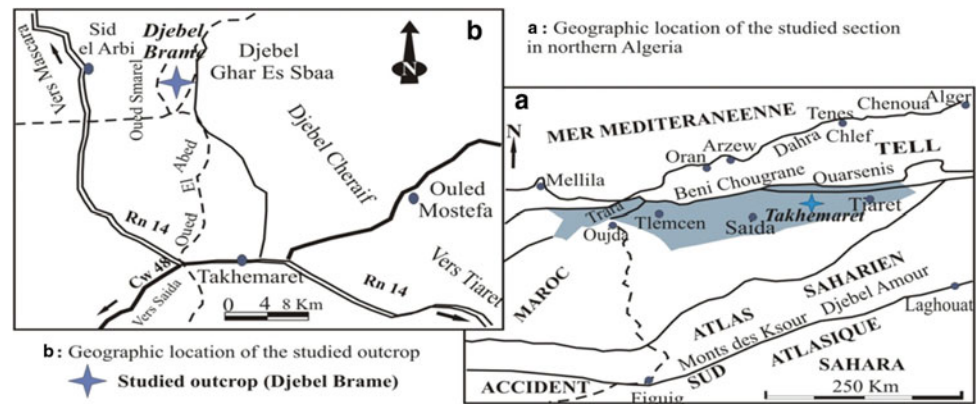 Sid
el Arbi
Djebel
Brame
Djebel
Ghar Es Sbaa
b
N
Vers Mascara
Oued Smarel
Djebel Cheraif
Oued El Abed
Ouled
Mostefa
Rn 14
Cw 48
Takhemaret
Vers Saida
0 4 8 Km
Rn 14
Vers Tiaret
b : Geographic location of the studied outcrop
Studied outcrop (Djebel Brame)
a : Geographic location of the studied section
in northern Algeria
a
N
MER MEDITERANEENNE
Tenes
Chenoua
Alger
Oran
Arzew
Dahra
Chlef
TELL
Mellila
Beni Chougrane
Ouarsenis
Trara
Tlemcen
Takhemaret
Tjaret
Oujda
Saida
MAROC
ATLAS SAHARIEN
Monts des Ksour
Djebel Amour
Laghouat
ACCIDENT SUD ATLASIQUE
SAHARA
Figuig
250 Km